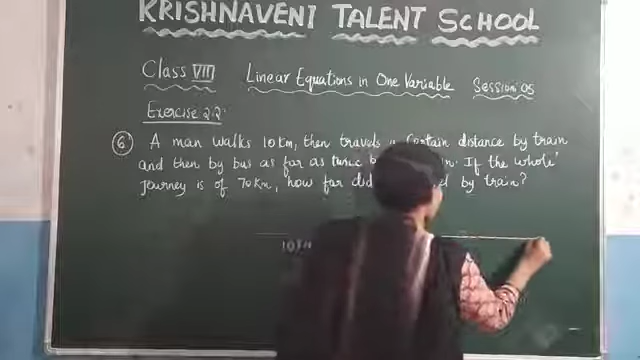 KRISHNAVENI TALENT SCHOOL
Class VIII Linear Equations in One Variable Session 05
Exercise 2.2
6 A man walks 10 Km, then travels a Certain distance by train
and then by bus as far as twice . If the whole
Journey is of 70 Km, how far did by train?
10 Km